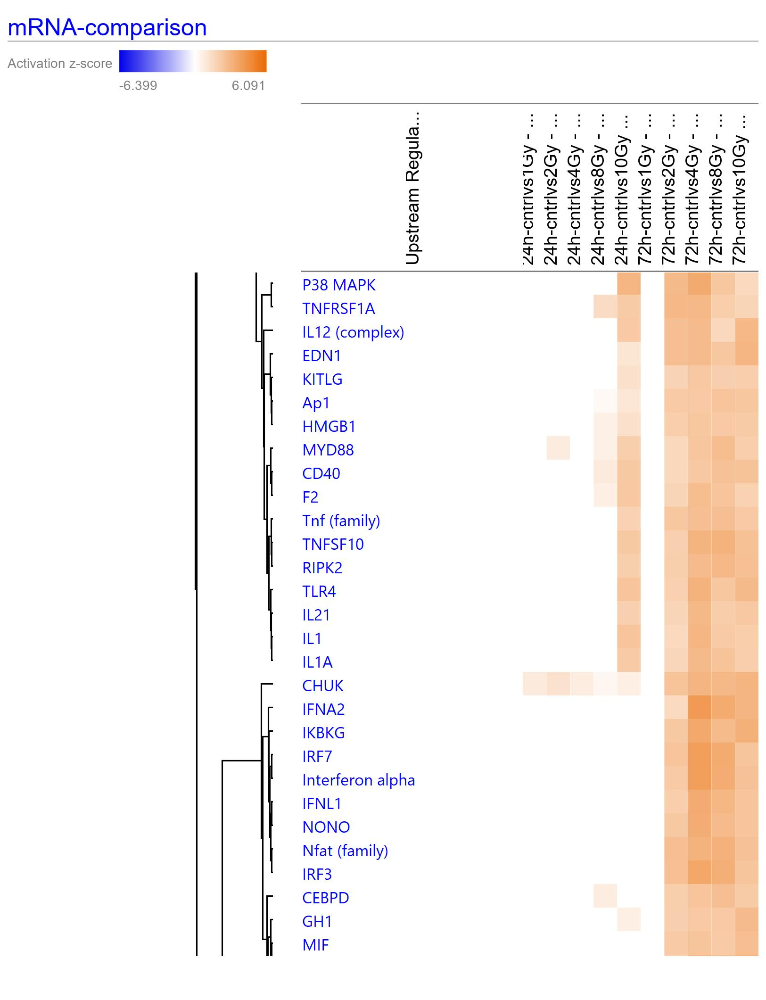 mRNA-comparison
Activation z-score
-6.399 6.091
Upstream Regula...
24h-cntrlvs1Gy - ...
24h-cntrlvs2Gy - ...
24h-cntrlvs4Gy - ...
24h-cntrlvs8Gy - ...
24h-cntrlvs10Gy ...
72h-cntrlvs1Gy - ...
72h-cntrlvs2Gy - ...
72h-cntrlvs4Gy - ...
72h-cntrlvs8Gy - ...
72h-cntrlvs10Gy ...
P38 MAPK
TNFRSF1A
IL12 (complex)
EDN1
KITLG
Ap1
HMGB1
MYD88
CD40
F2
Tnf (family)
TNFSF10
RIPK2
TLR4
IL21
IL1
IL1A
CHUK
IFNA2
IKBKG
IRF7
Interferon alpha
IFNL1
NONO
Nfat (family)
IRF3
CEBPD
GH1
MIF